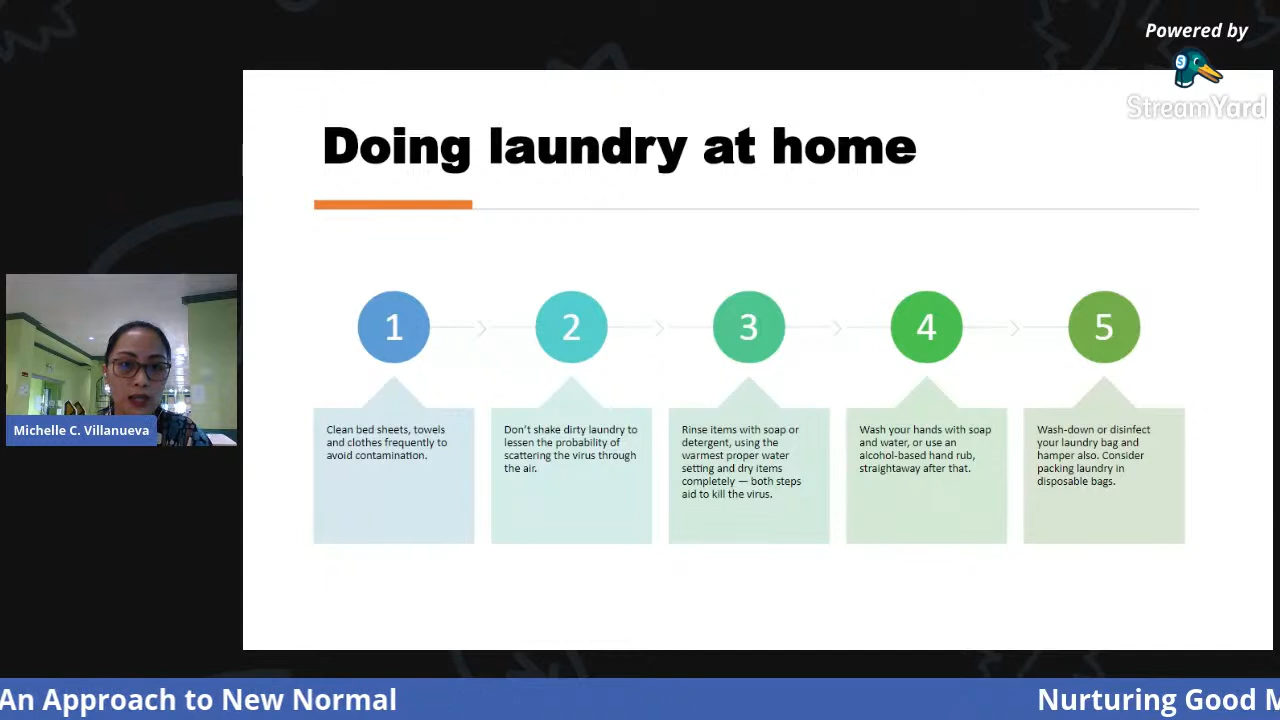 Powered by
S
StreamYard
Doing laundry at home
1
2
3
4
5
Clean bed sheets, towels
and clothes frequently to
avoid contamination.
Don't shake dirty laundry to
lessen the probability of
scattering the virus through
the air.
Rinse items with soap or
detergent, using the
warmest proper water
setting and dry items
completely — both steps
aid to kill the virus.
Wash your hands with soap
and water, or use an
alcohol-based hand rub,
straightaway after that.
Wash-down or disinfect
your laundry bag and
hamper also. Consider
packing laundry in
disposable bags.
Michelle C. Villanueva
An Approach to New Normal
Nurturing Good